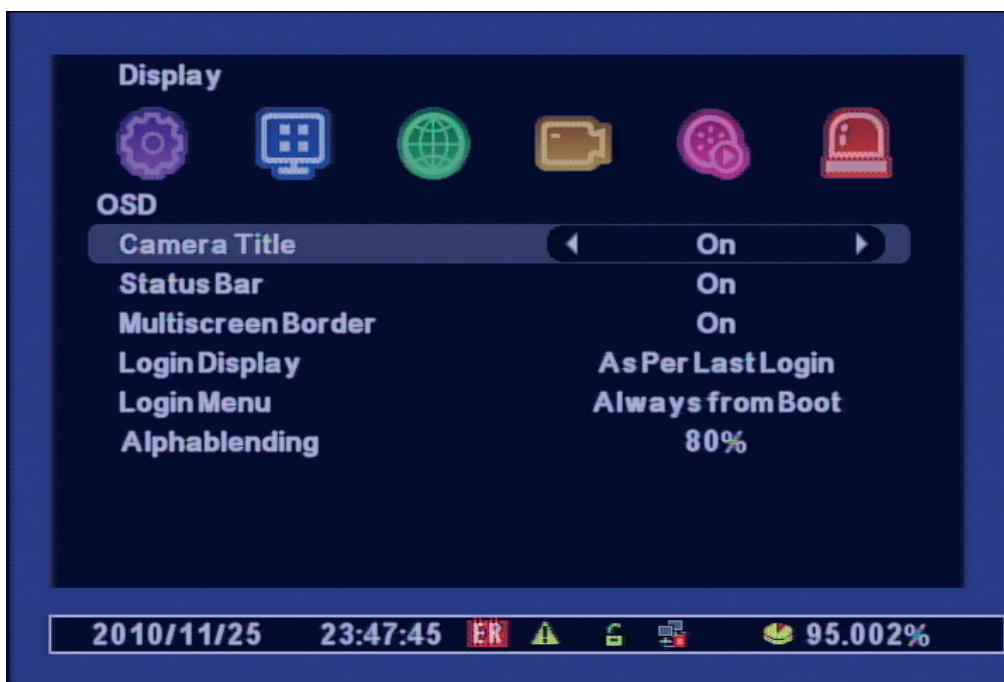 Display
OSD
Camera Title On
Status Bar On
Multiscreen Border On
Login Display As Per Last Login
Login Menu Always from Boot
Alphablending 80%
2010/11/25 23:47:45 ER 95.002%